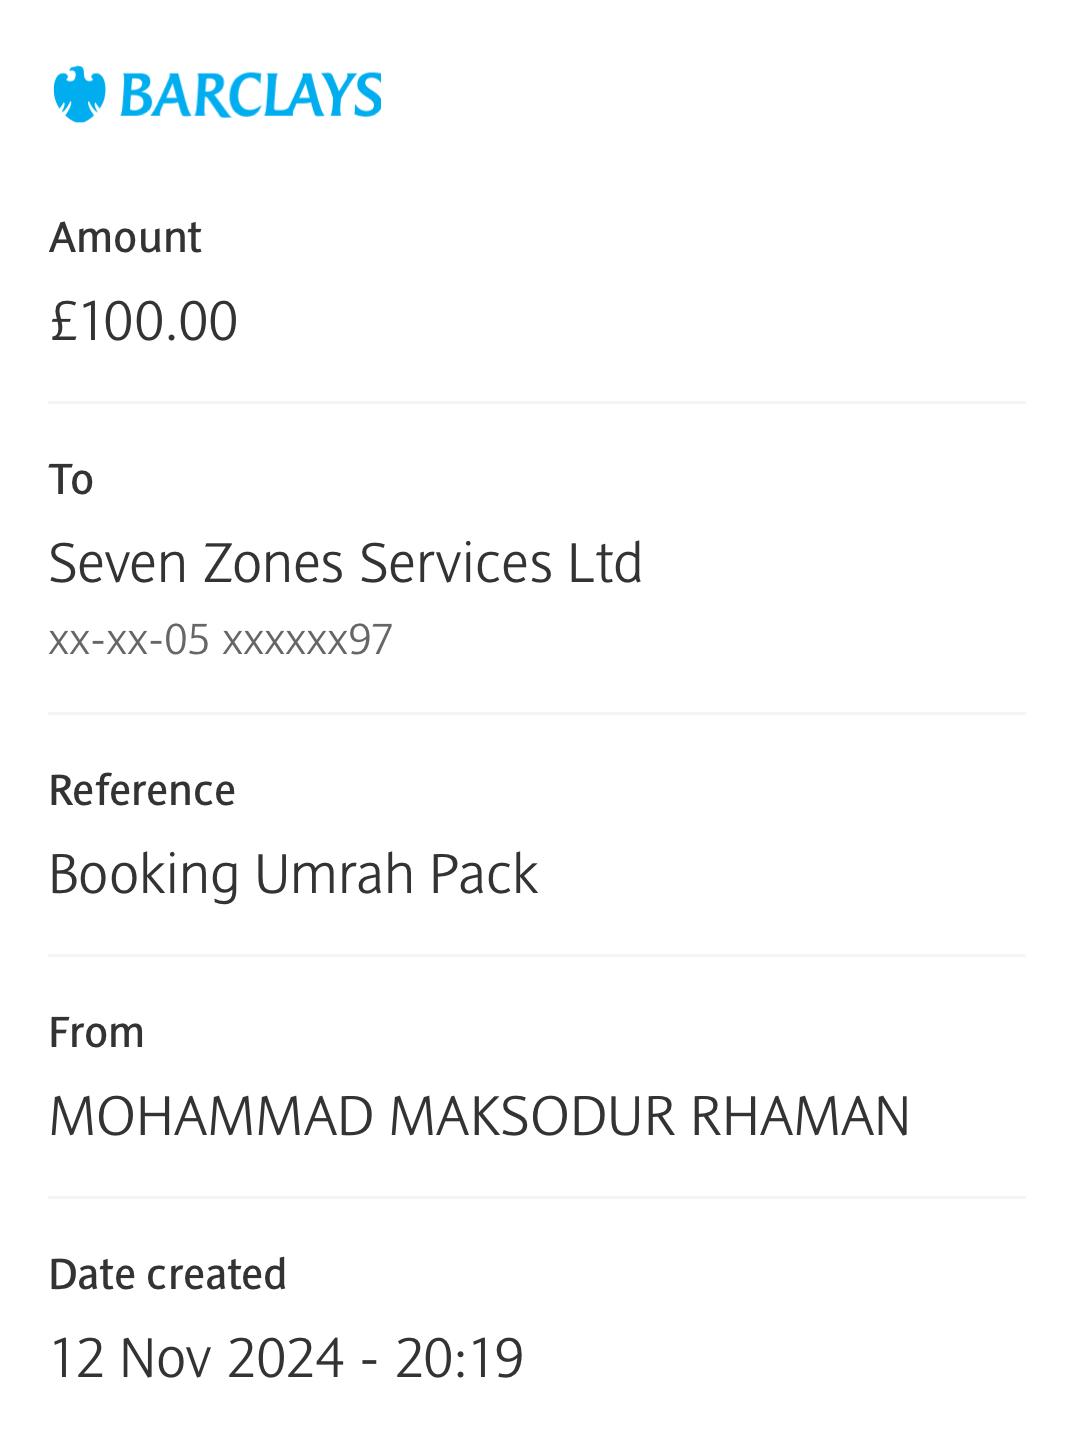 BARCLAYS
Amount
£100.00
To
Seven Zones Services Ltd
xx-xx-05 xxxxxx97
Reference
Booking Umrah Pack
From
MOHAMMAD MAKSODUR RHAMAN
Date created
12 Nov 2024 - 20:19